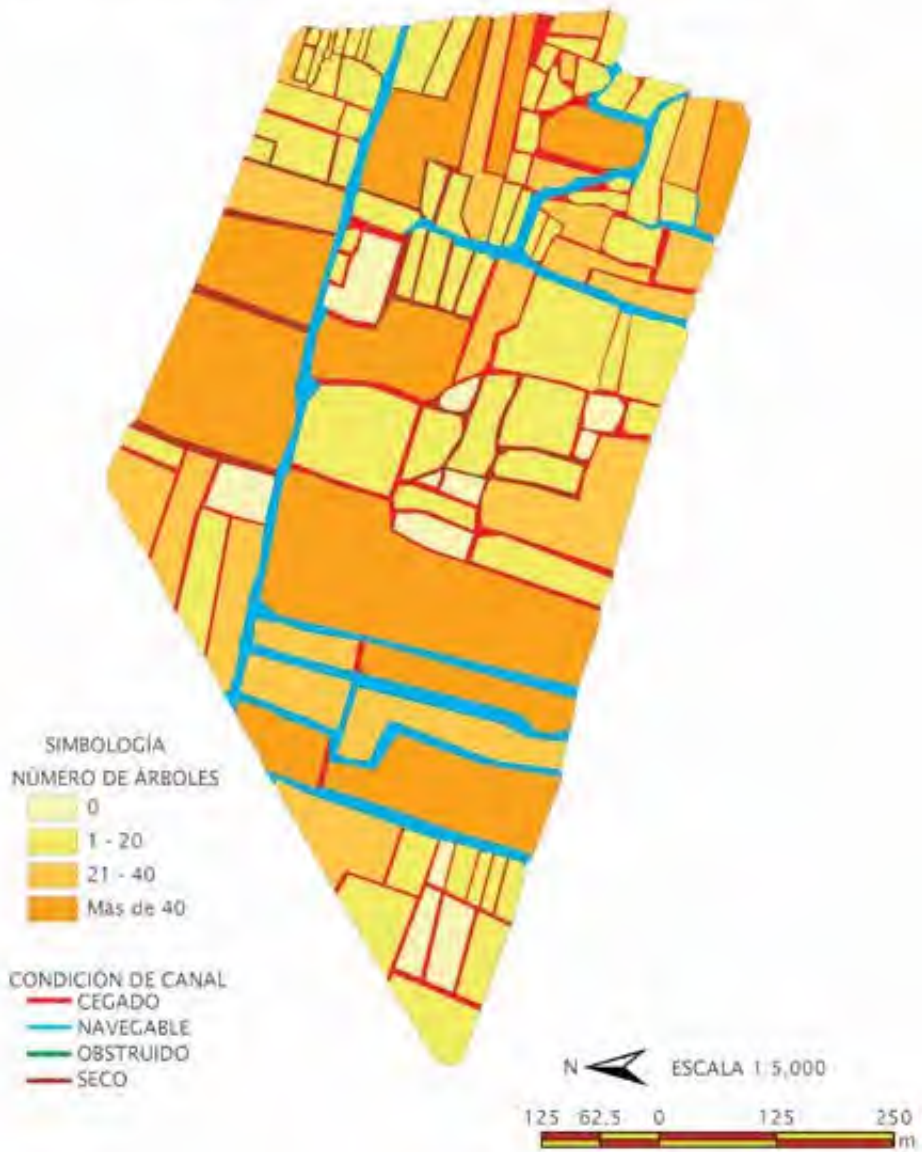 SIMBOLOGÍA
NÚMERO DE ÁRBOLES
0
1 - 20
21 - 40
Más de 40
CONDICIÓN DE CANAL
CEGADO
NAVEGABLE
OBSTRUIDO
SECO
N ESCALA 1:5,000
125 62.5 0 125 250
m